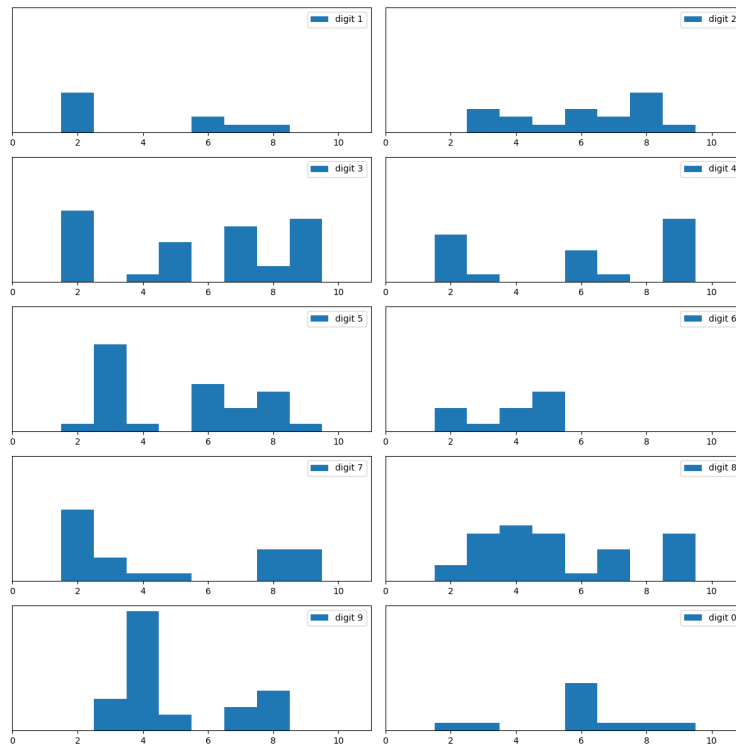 digit 1
digit 2
0 2 4 6 8 10
0 2 4 6 8 10
digit 3
digit 4
0 2 4 6 8 10
0 2 4 6 8 10
digit 5
digit 6
0 2 4 6 8 10
0 2 4 6 8 10
digit 7
digit 8
0 2 4 6 8 10
0 2 4 6 8 10
digit 9
digit 0
0 2 4 6 8 10
0 2 4 6 8 10